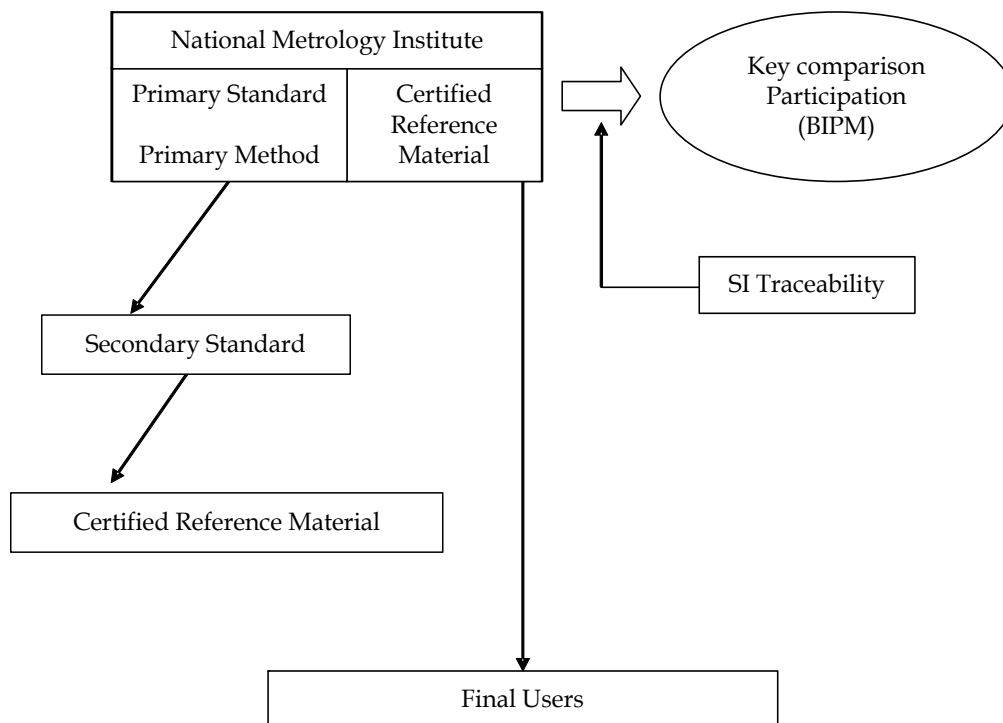 National Metrology Institute
Primary Standard
Primary Method
Certified
Reference
Material
Key comparison
Participation
(BIPM)
SI Traceability
Secondary Standard
Certified Reference Material
Final Users